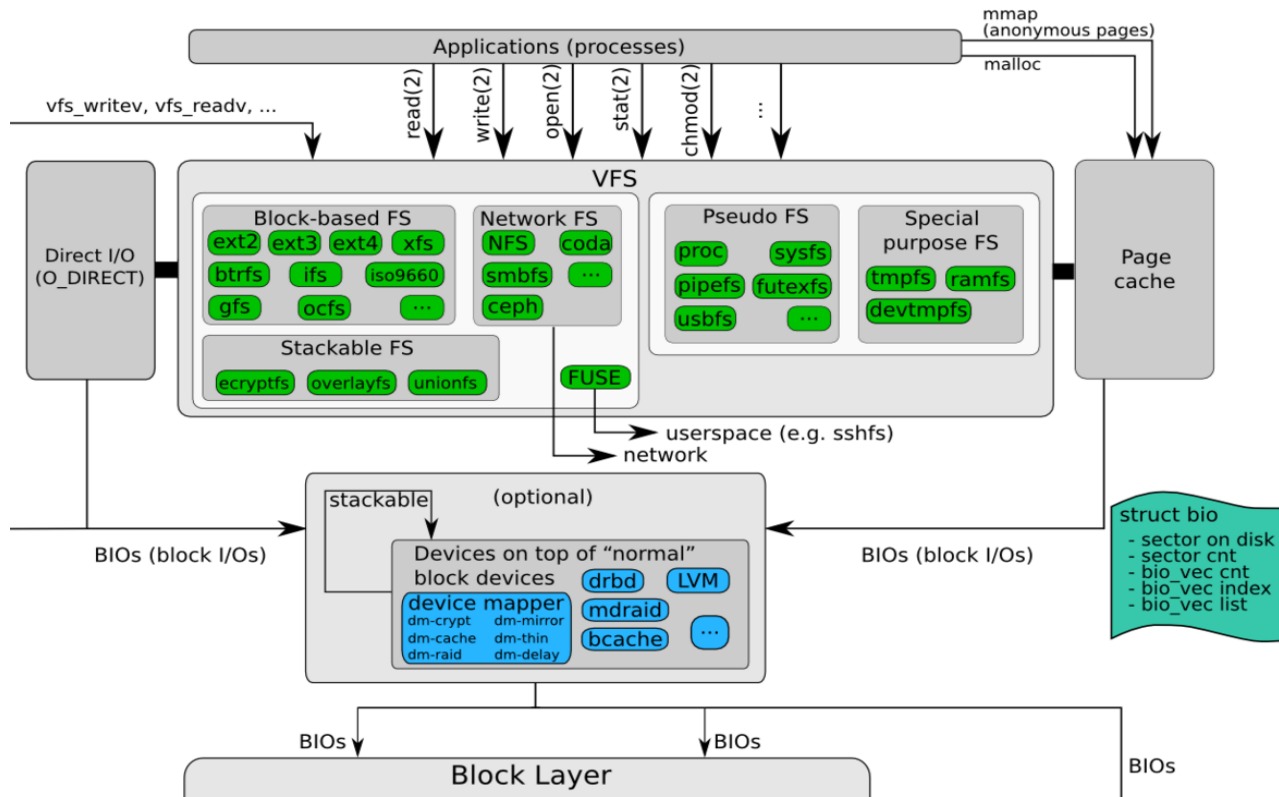 mmap
(anonymous pages)
Applications (processes)
malloc
vfs_writev, vfs_readv, ...
read(2)
write(2)
open(2)
stat(2)
chmod(2)
...
VFS
Direct I/O
(O_DIRECT)
Block-based FS
ext2 ext3 ext4 xfs
btrfs ifs iso9660
gfs ocfs ...
Network FS
NFS coda
smbfs ...
ceph
Pseudo FS
proc sysfs
pipefs futexfs
usbfs ...
Special
purpose FS
tmpfs ramfs
devtmpfs
Page
cache
Stackable FS
ecryptfs overlayfs unionfs
FUSE
userspace (e.g. sshfs)
network
stackable
(optional)
BIOs (block I/Os)
BIOs (block I/Os)
struct bio
- sector on disk
- sector cnt
- bio_vec cnt
- bio_vec index
- bio_vec list
Devices on top of “normal”
block devices
device mapper
dm-crypt dm-mirror
dm-cache dm-thin
dm-raid dm-delay
drbd LVM
mdraid
bcache ...
BIOs
BIOs
BIOs
Block Layer